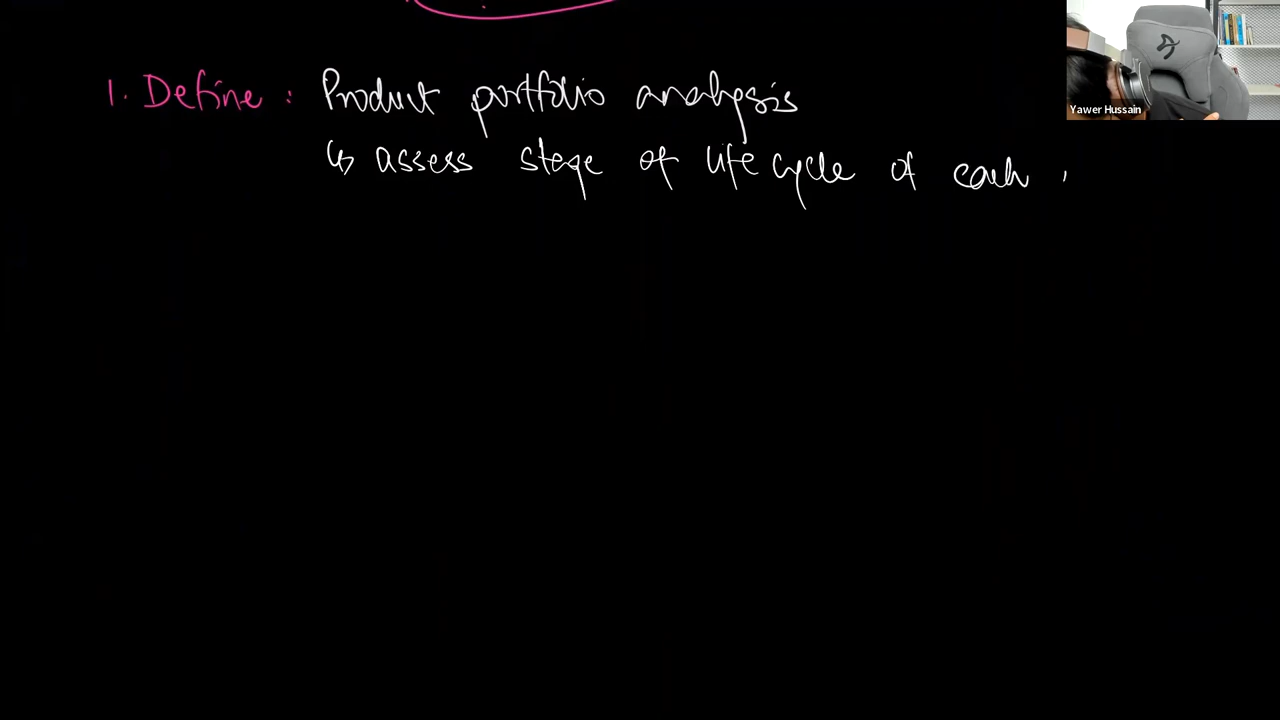 1. Define : Product portfolio analysis
↳ assess stage of life cycle of each
Yawer Hussain